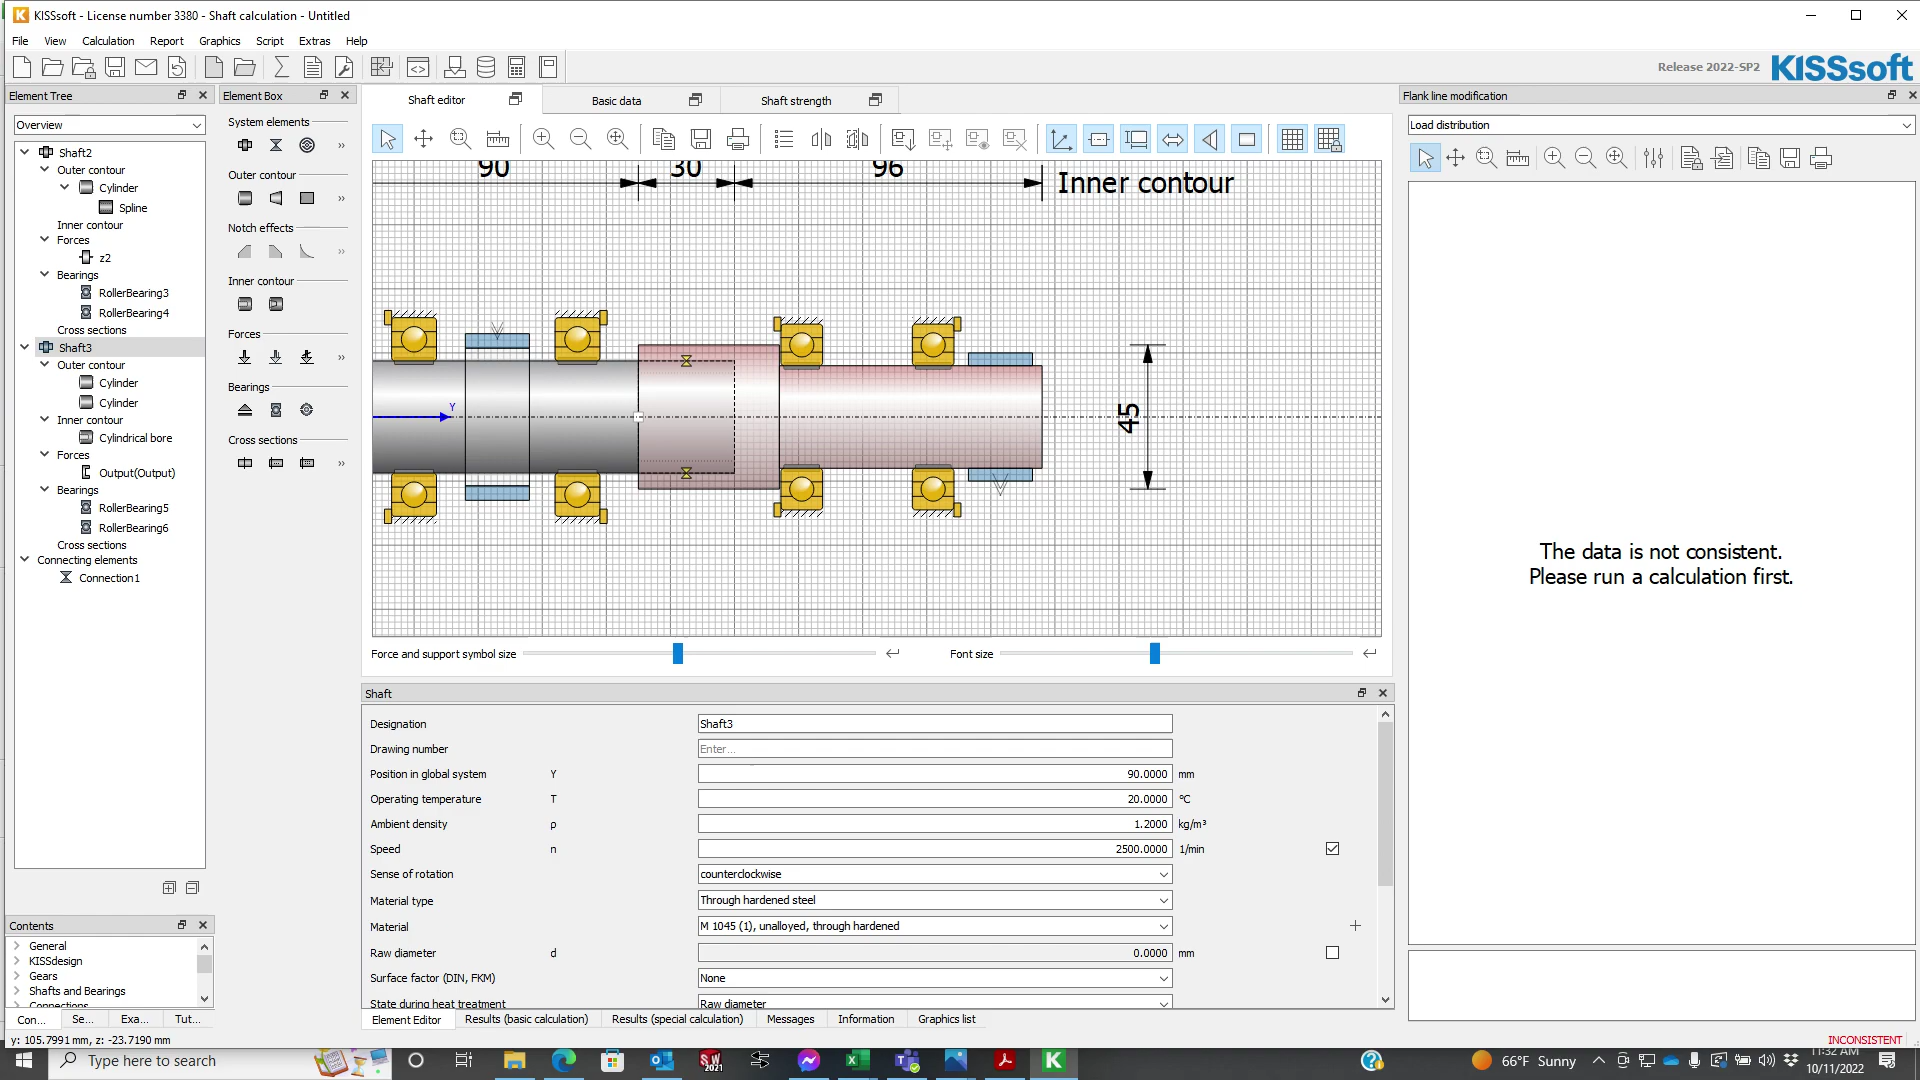 KISSsoft - License number 3380 - Shaft calculation - Untitled
File View Calculation Report Graphics Script Extras Help
Release 2022-SP2 KISSsoft
Element Tree
Overview
Shaft2
Outer contour
Cylinder
Spline
Inner contour
Forces
z2
Bearings
RollerBearing3
RollerBearing4
Cross sections
Shaft3
Outer contour
Cylinder
Cylinder
Inner contour
Cylindrical bore
Forces
Output(Output)
Bearings
RollerBearing5
RollerBearing6
Cross sections
Connecting elements
Connection1
Contents
General
KISSdesign
Gears
Shafts and Bearings
Connections
Con... Se... Exa... Tut...
Element Box
System elements
Outer contour
Notch effects
Inner contour
Forces
Bearings
Cross sections
Shaft editor Basic data Shaft strength
90 30 96 Inner contour
Y
45
Force and support symbol size Font size
Shaft
Designation Shaft3
Drawing number Enter...
Position in global system Y 90.0000 mm
Operating temperature T 20.0000 °C
Ambient density ρ 1.2000 kg/m³
Speed n 2500.0000 1/min
Sense of rotation counterclockwise
Material type Through hardened steel
Material M 1045 (1), unalloyed, through hardened
Raw diameter d 0.0000 mm
Surface factor (DIN, FKM) None
State during heat treatment Raw diameter
Element Editor Results (basic calculation) Results (special calculation) Messages Information Graphics list
Flank line modification
Load distribution
The data is not consistent.
Please run a calculation first.
y: 105.7991 mm, z: -23.7190 mm INCONSISTENT
Type here to search
SW
2021
66°F Sunny
11:32 AM
10/11/2022